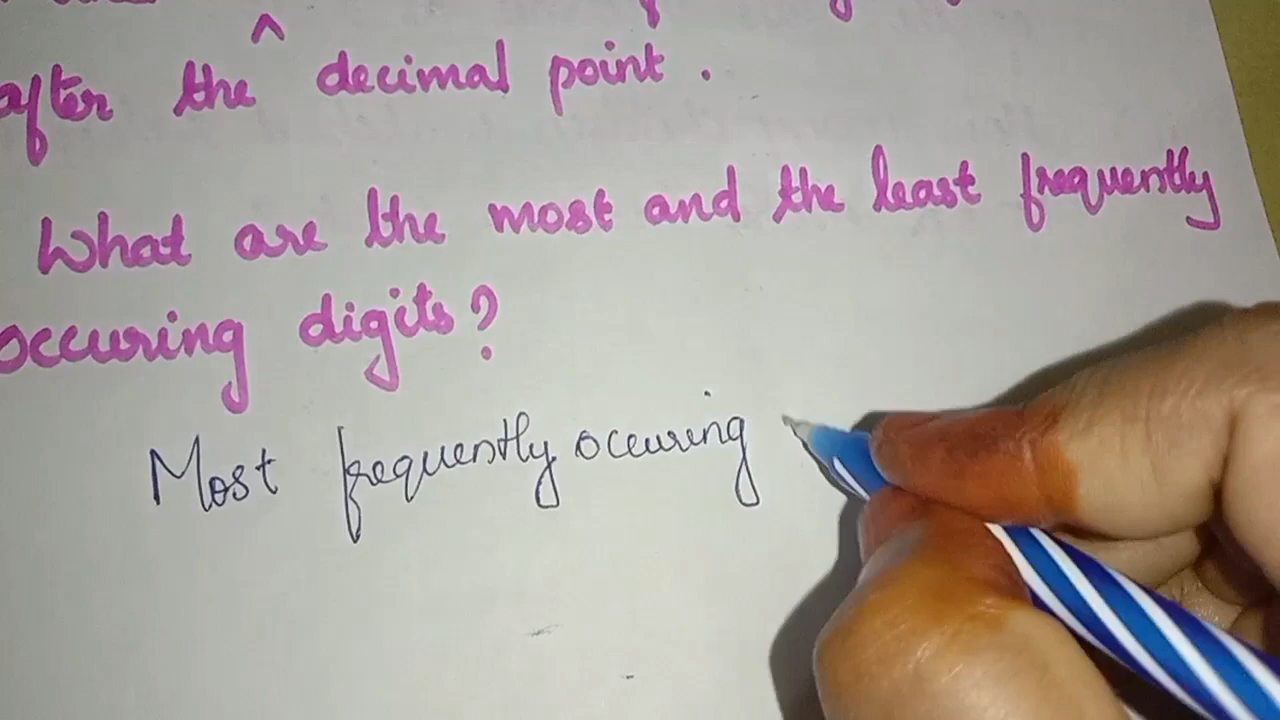 after the ^ decimal point.
What are the most and the least frequently
occuring digits?
Most frequently occuring